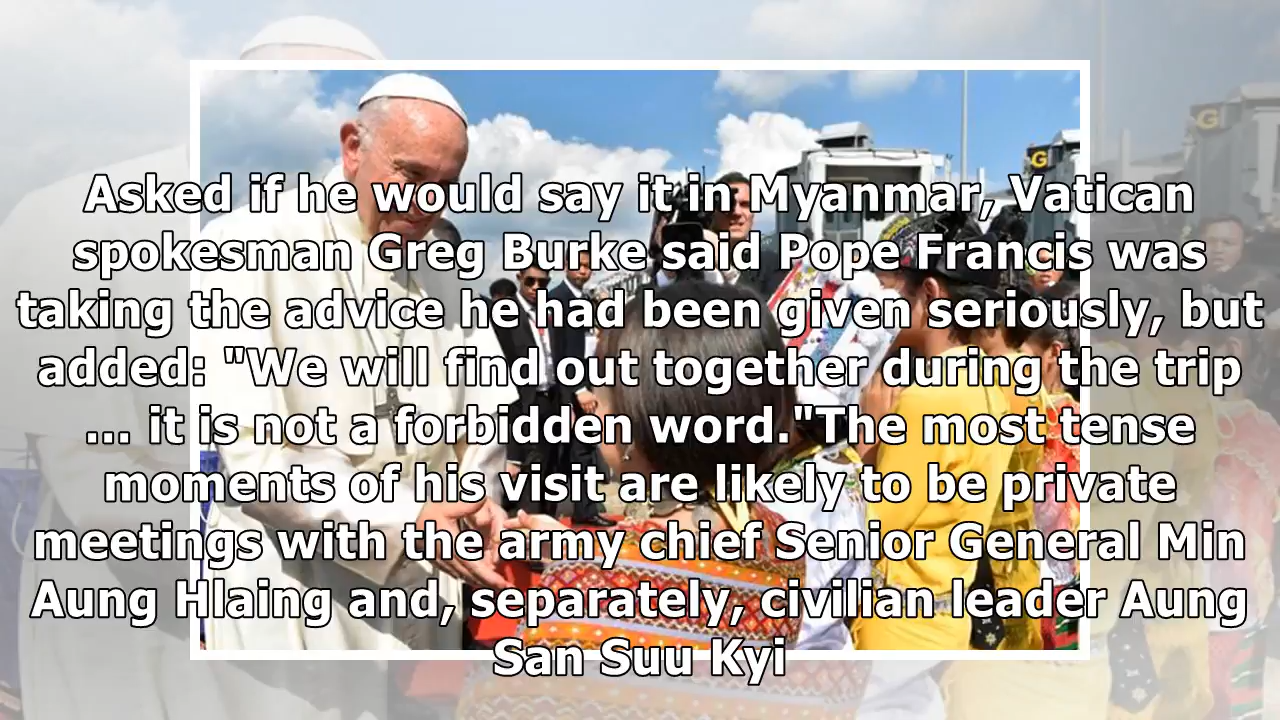 Asked if he would say it in Myanmar, Vatican
spokesman Greg Burke said Pope Francis was
taking the advice he had been given seriously, but
added: "We will find out together during the trip
... it is not a forbidden word."The most tense
moments of his visit are likely to be private
meetings with the army chief Senior General Min
Aung Hlaing and, separately, civilian leader Aung
San Suu Kyi
G
G